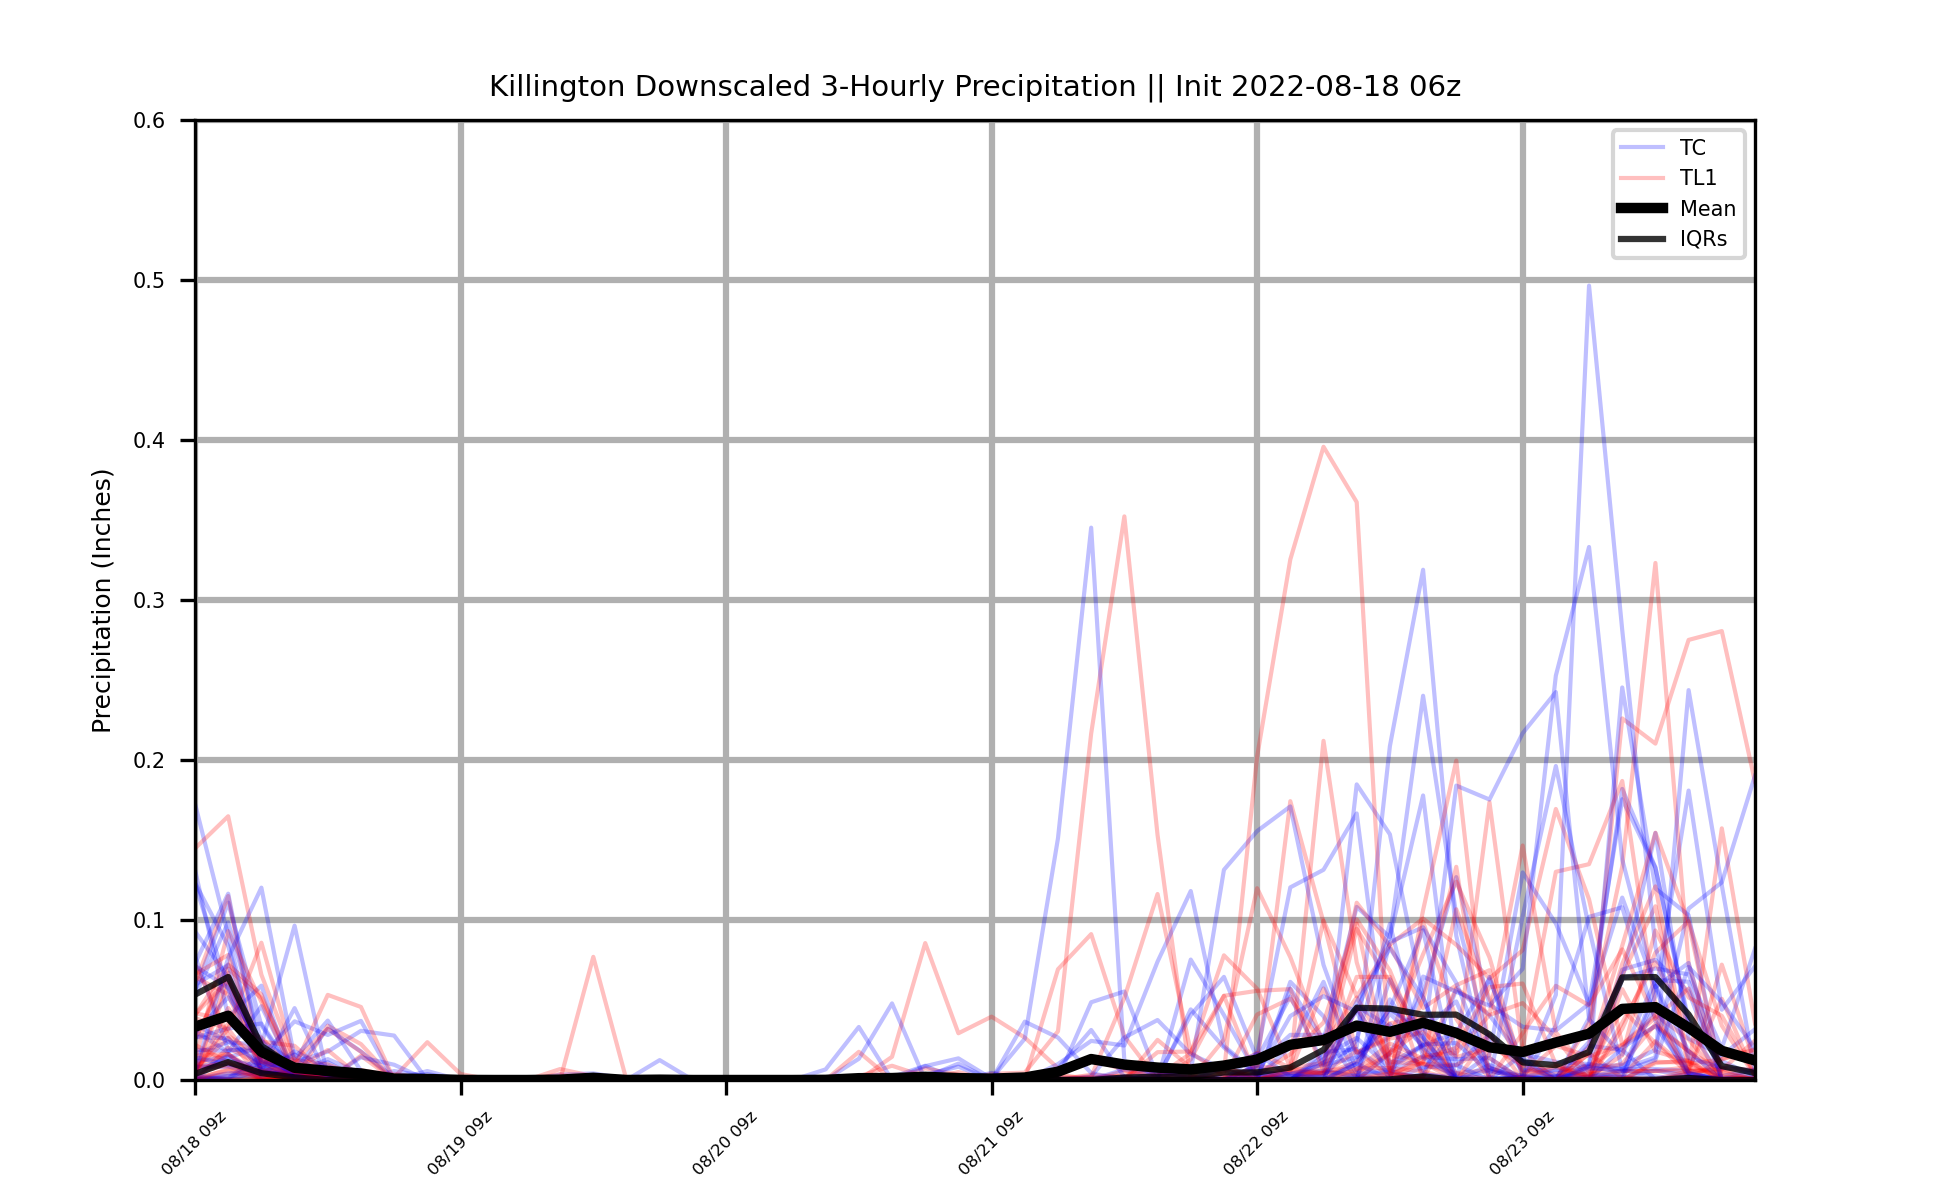 Killington Downscaled 3-Hourly Precipitation || Init 2022-08-18 06z
TC
TL1
Mean
IQRs
Precipitation (Inches)
0.6
0.5
0.4
0.3
0.2
0.1
0.0
08/18 09z
08/19 09z
08/20 09z
08/21 09z
08/22 09z
08/23 09z